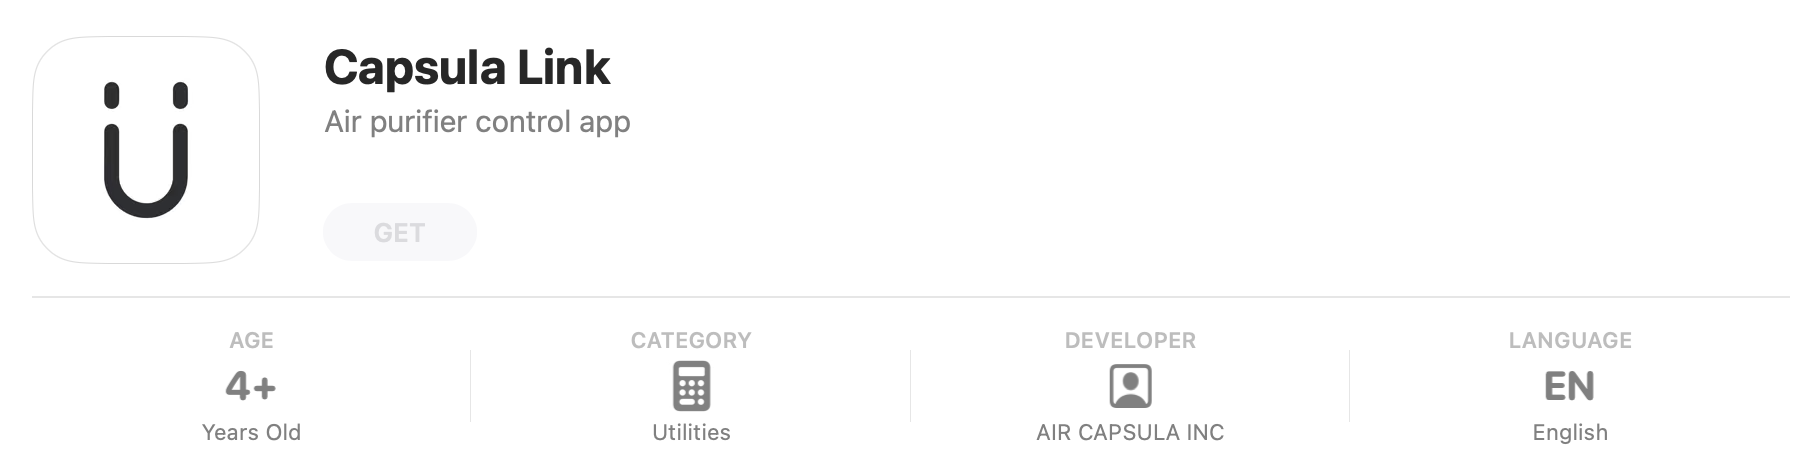 Capsula Link
Air purifier control app
GET
AGE
4+
Years Old
CATEGORY
Utilities
DEVELOPER
AIR CAPSULA INC
LANGUAGE
EN
English